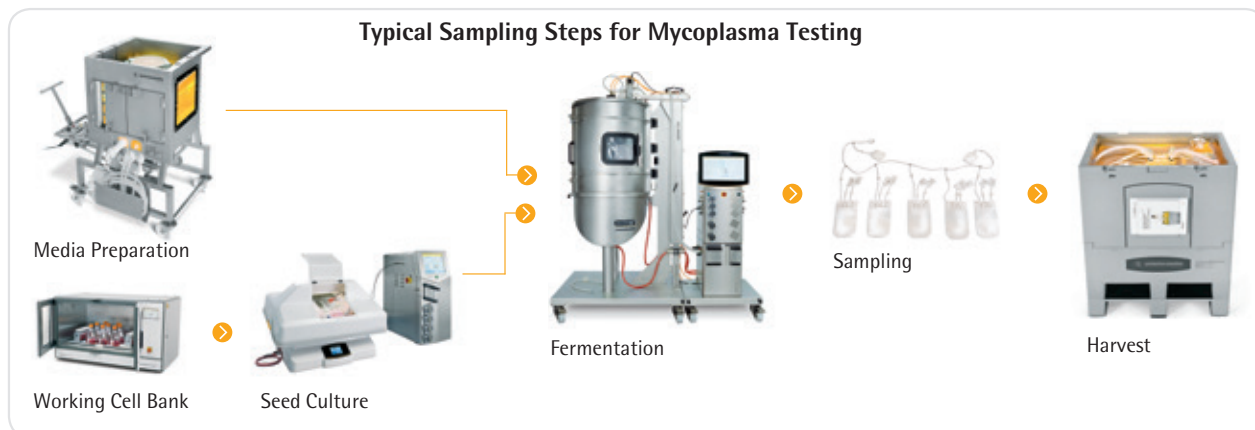 Typical Sampling Steps for Mycoplasma Testing
Media Preparation
Working Cell Bank
Seed Culture
Fermentation
Sampling
Harvest